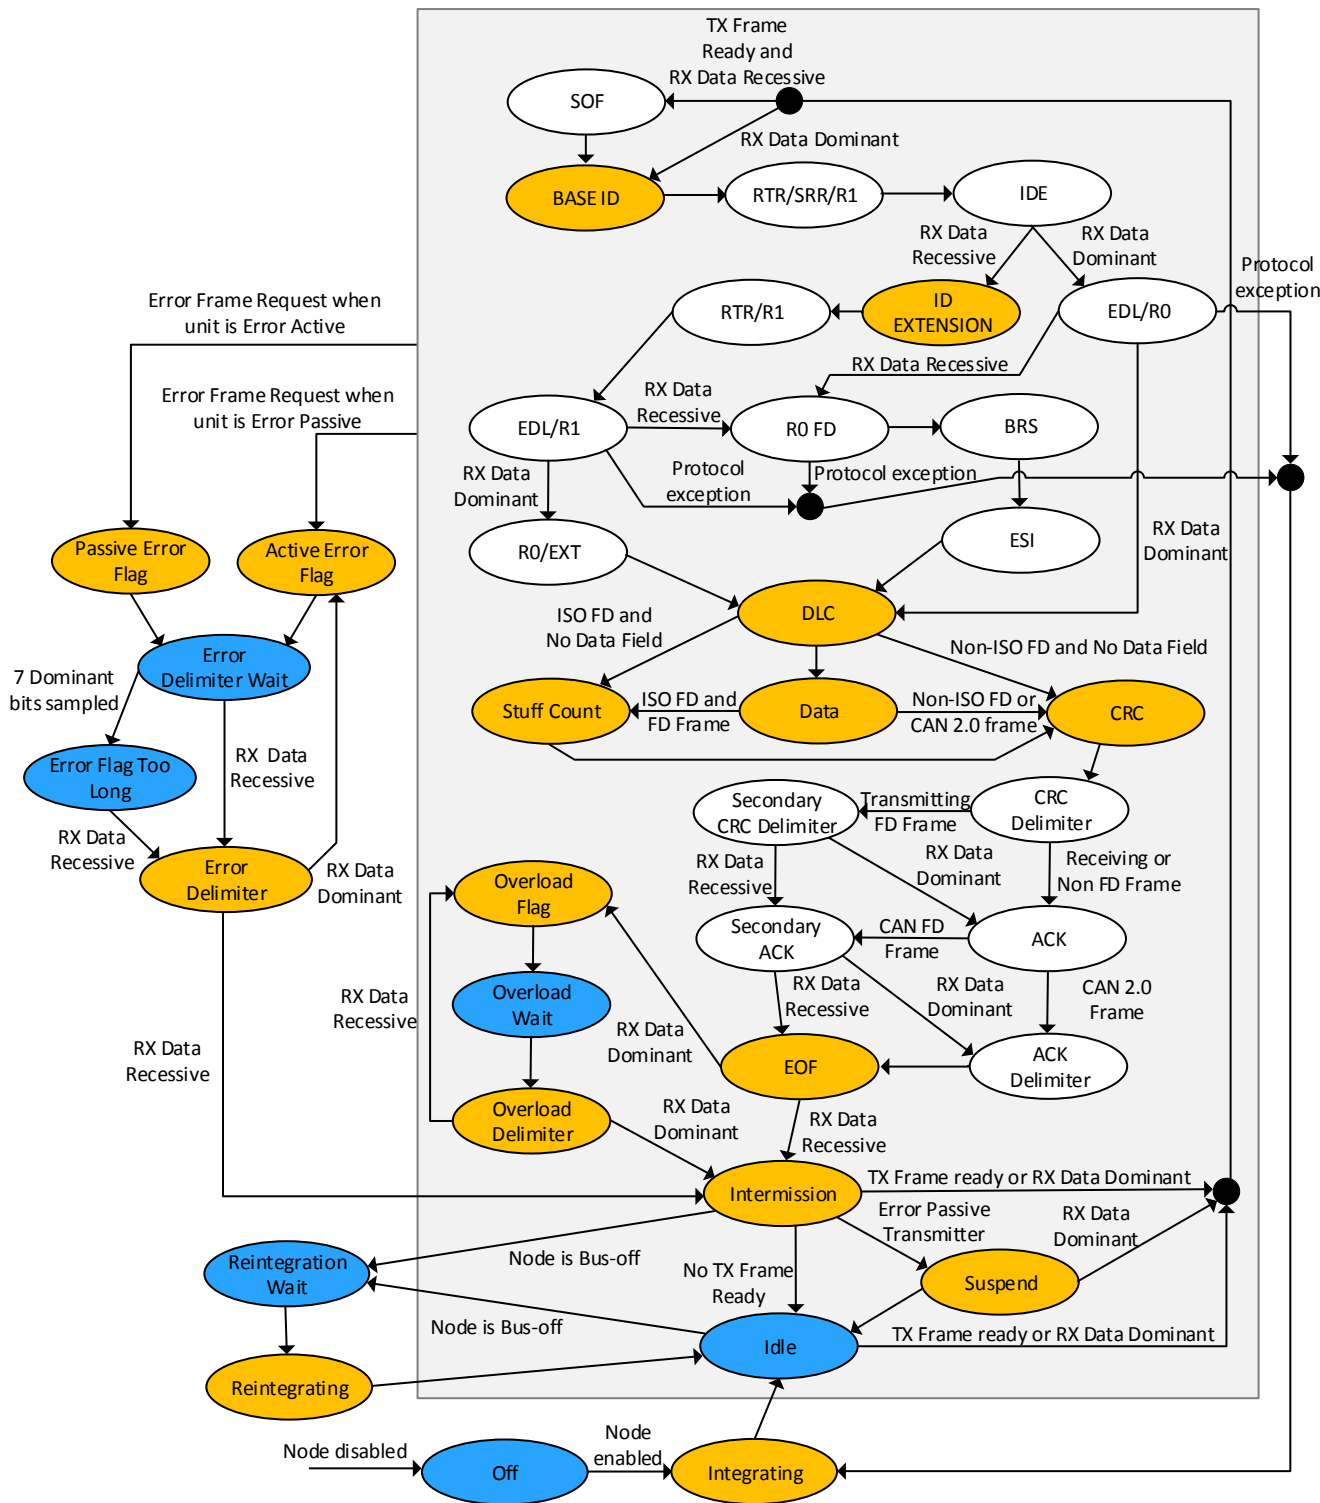 TX Frame
Ready and
RX Data Recessive
SOF
RX Data Dominant
BASE ID
RTR/SRR/R1
IDE
RX Data
Recessive
RX Data
Dominant
Protocol
exception
Error Frame Request when
unit is Error Active
RTR/R1
ID
EXTENSION
EDL/R0
RX Data Recessive
Error Frame Request when
unit is Error Passive
RX Data
Recessive
EDL/R1
R0 FD
BRS
RX Data
Dominant
Protocol
exception
Protocol exception
Passive Error
Flag
Active Error
Flag
R0/EXT
ESI
RX Data
Dominant
DLC
ISO FD and
No Data Field
Non-ISO FD and No Data Field
Error
Delimiter Wait
7 Dominant
bits sampled
Stuff Count
ISO FD and
FD Frame
Data
Non-ISO FD or
CAN 2.0 frame
CRC
Error Flag Too
Long
RX  Data
Recessive
Secondary
CRC Delimiter
Transmitting
FD Frame
CRC
Delimiter
RX Data
Recessive
Error
Delimiter
RX Data
Dominant
Overload
Flag
RX Data
Recessive
RX Data
Dominant
Receiving or
Non FD Frame
Secondary
ACK
CAN FD
Frame
ACK
RX Data
Recessive
Overload
Wait
RX Data
Recessive
RX Data
Dominant
CAN 2.0
Frame
RX Data
Dominant
RX Data
Recessive
EOF
ACK
Delimiter
Overload
Delimiter
RX Data
Dominant
RX Data
Recessive
Intermission
TX Frame ready or RX Data Dominant
Error Passive
Transmitter
RX Data
Dominant
Reintegration
Wait
Node is Bus-off
No TX Frame
Ready
Suspend
Node is Bus-off
Idle
TX Frame ready or RX Data Dominant
Reintegrating
Node disabled
Off
Node
enabled
Integrating